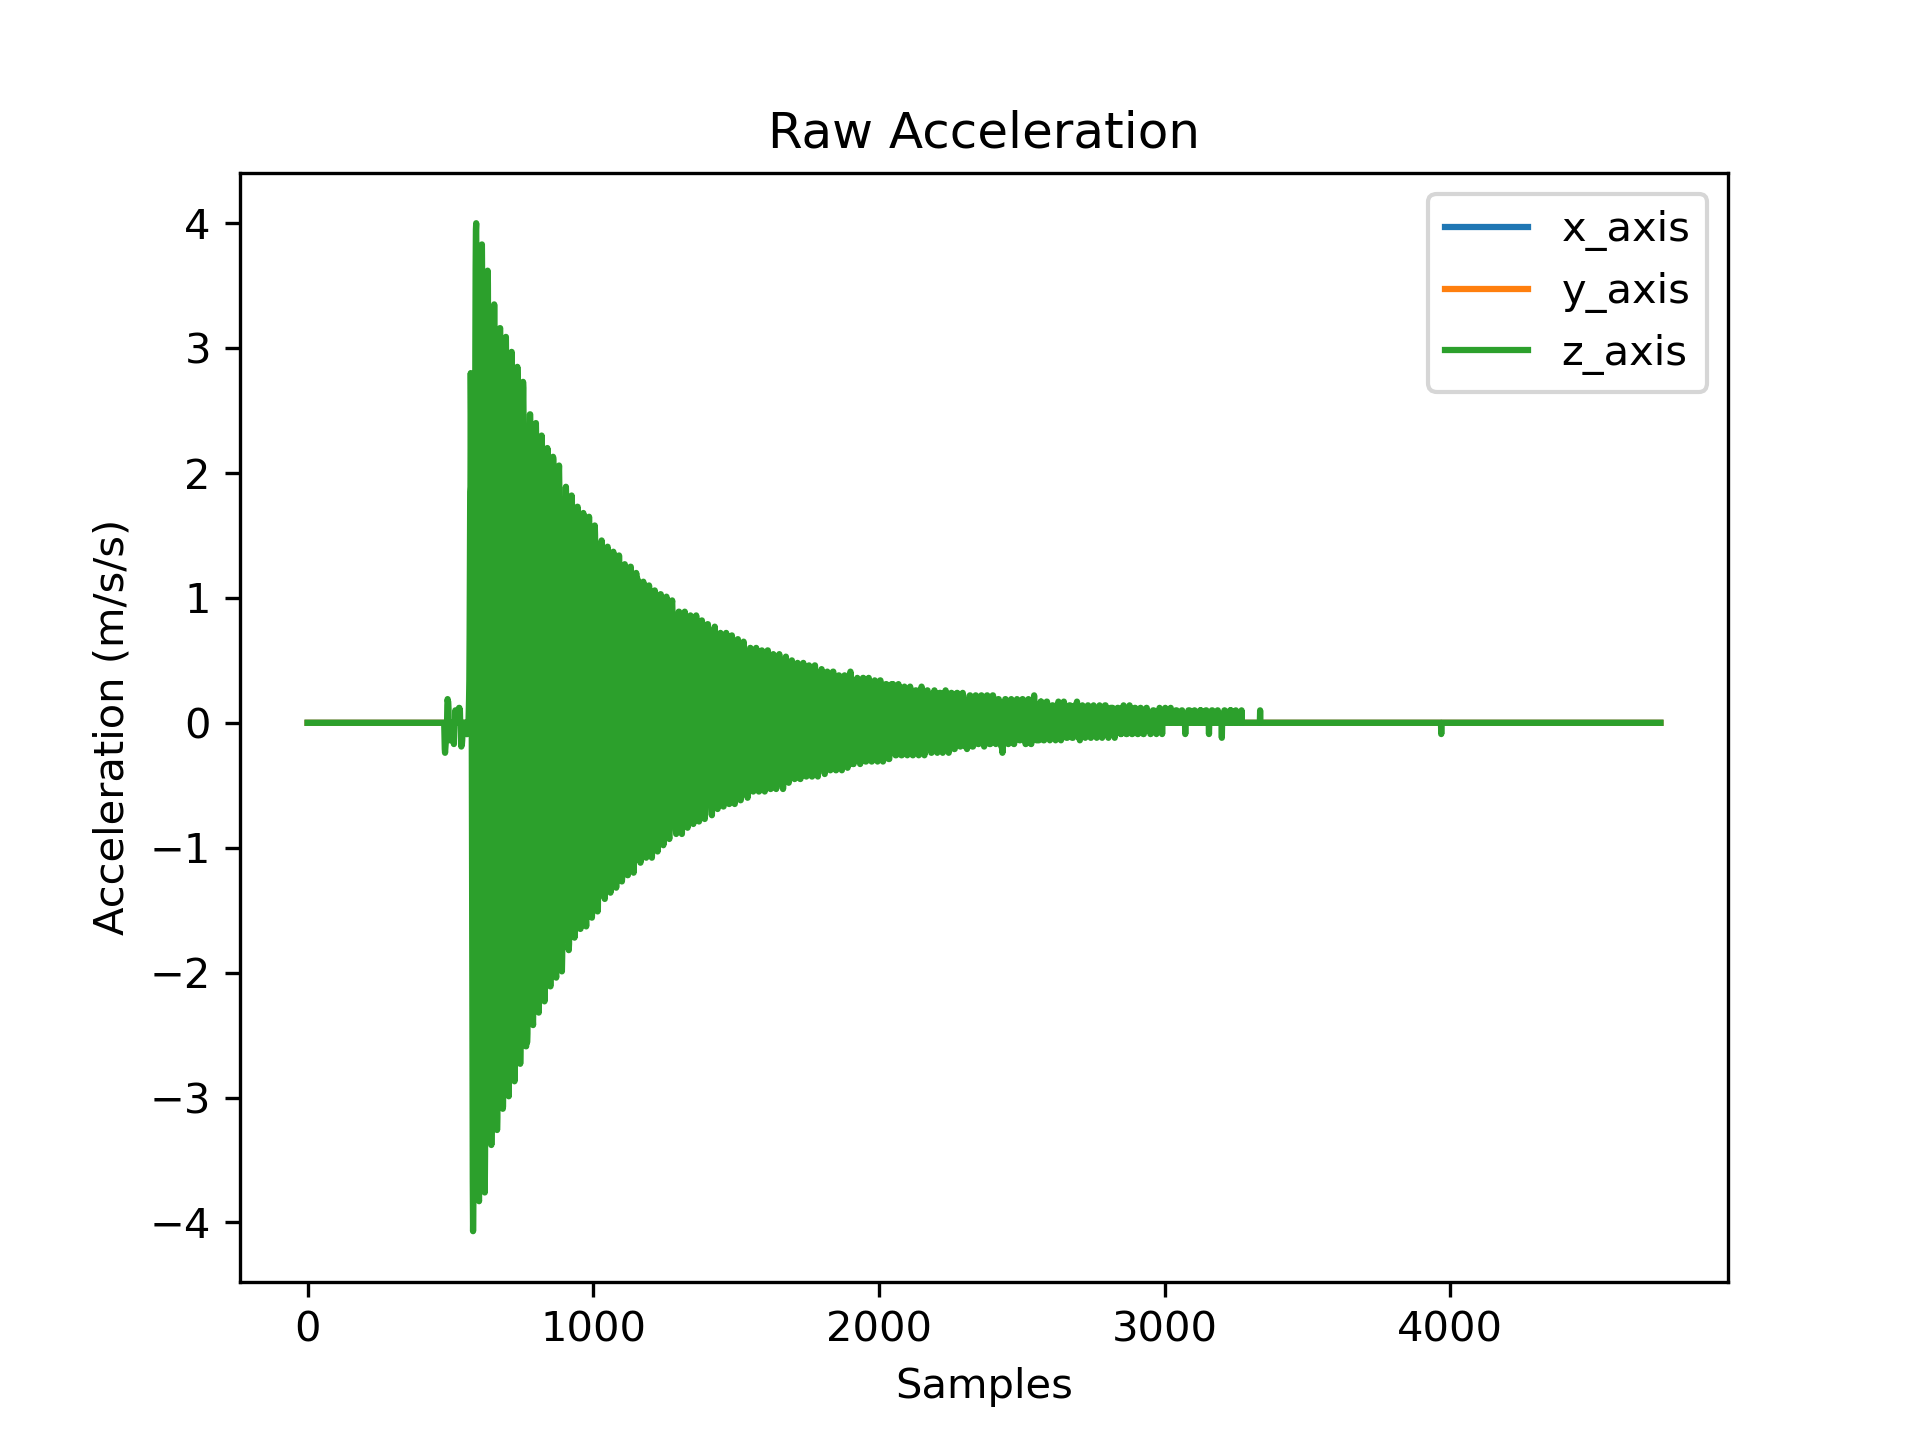 Raw Acceleration
x_axis
y_axis
z_axis
4
3
2
1
0
−1
−2
−3
−4
Acceleration (m/s/s)
0 1000 2000 3000 4000
Samples